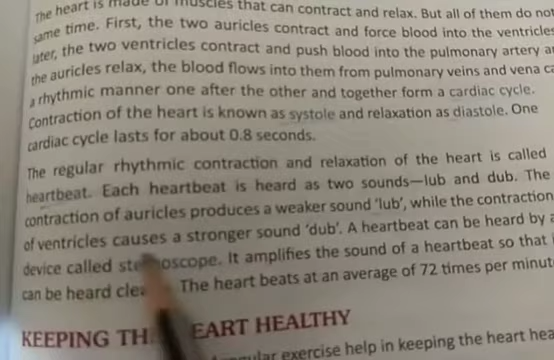 The heart is made of muscles that can contract and relax. But all of them do not
same time. First, the two auricles contract and force blood into the ventricles
later, the two ventricles contract and push blood into the pulmonary artery
the auricles relax, the blood flows into them from pulmonary veins and vena
a rhythmic manner one after the other and together form a cardiac cycle.
Contraction of the heart is known as systole and relaxation as diastole. One
cardiac cycle lasts for about 0.8 seconds.
The regular rhythmic contraction and relaxation of the heart is called
heartbeat. Each heartbeat is heard as two sounds—lub and dub. The
contraction of auricles produces a weaker sound 'lub', while the contraction
of ventricles causes a stronger sound 'dub'. A heartbeat can be heard by a
device called stethoscope. It amplifies the sound of a heartbeat so that
can be heard The heart beats at an average of 72 times per minut
KEEPING HEART HEALTHY
exercise help in keeping the heart hea